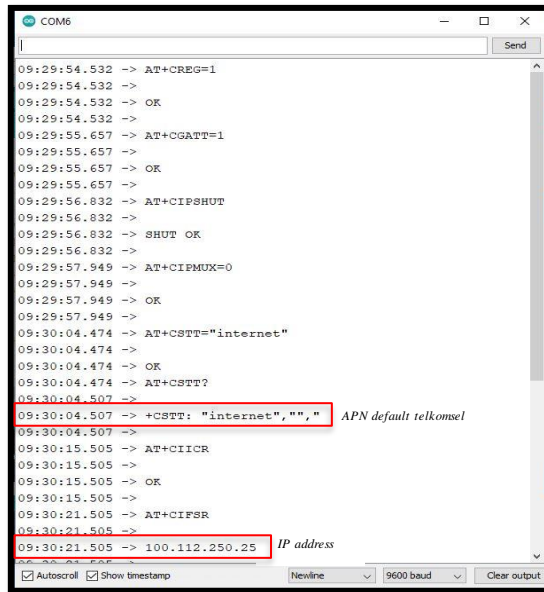 COM6
Send
09:29:54.532 -> AT+CREG=1
09:29:54.532 ->
09:29:54.532 -> OK
09:29:54.532 ->
09:29:55.657 -> AT+CGATT=1
09:29:55.657 ->
09:29:55.657 -> OK
09:29:55.657 ->
09:29:56.832 -> AT+CIPSHUT
09:29:56.832 ->
09:29:56.832 -> SHUT OK
09:29:56.832 ->
09:29:57.949 -> AT+CIPMUX=0
09:29:57.949 ->
09:29:57.949 -> OK
09:29:57.949 ->
09:30:04.474 -> AT+CSTT="internet"
09:30:04.474 ->
09:30:04.474 -> OK
09:30:04.474 -> AT+CSTT?
09:30:04.507 ->
09:30:04.507 -> +CSTT: "internet",""," APN default telkomsel
09:30:04.507 ->
09:30:15.505 -> AT+CIICR
09:30:15.505 ->
09:30:15.505 -> OK
09:30:15.505 ->
09:30:21.505 -> AT+CIFSR
09:30:21.505 ->
09:30:21.505 -> 100.112.250.25 IP address
Autoscroll Show timestamp Newline 9600 baud Clear output